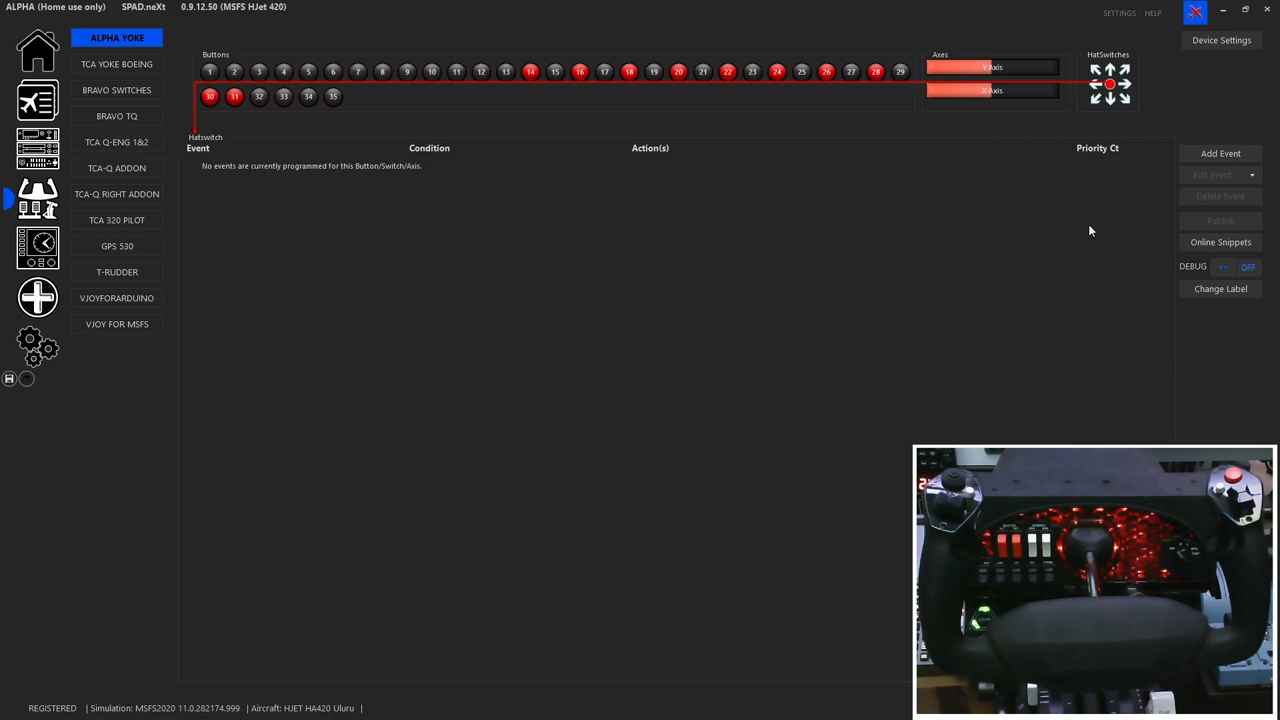 ALPHA (Home use only) SPAD.neXt 0.9.12.50 (MSFS HJet 420)
SETTINGS | HELP
ALPHA YOKE
TCA YOKE BOEING
BRAVO SWITCHES
BRAVO TQ
TCA Q-ENG 1&2
TCA-Q ADDON
TCA-Q RIGHT ADDON
TCA 320 PILOT
GPS 530
T-RUDDER
VJOYFORARDUINO
VJOY FOR MSFS
Buttons
1 2 3 4 5 6 7 8 9 10 11 12 13 14 15 16 17 18 19 20 21 22 23 24 25 26 27 28 29
30 31 32 33 34 35
Axes
Y Axis
X Axis
HatSwitches
Hatswitch
Event Condition Action(s) Priority Ct
No events are currently programmed for this Button/Switch/Axis.
Device Settings
Add Event
Edit Event
Delete Event
Publish
Online Snippets
DEBUG ++ OFF
Change Label
REGISTERED | Simulation: MSFS2020 11.0.282174.999 | Aircraft: HJET HA420 Uluru |